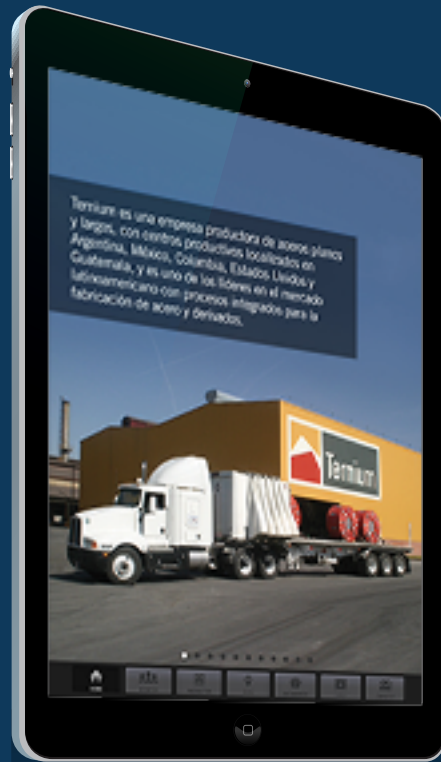 Ternium es una empresa productora de aceros planos
y largos, con centros productivos localizados en
Argentina, México, Colombia, Estados Unidos y
Guatemala, y es uno de los líderes en el mercado
latinoamericano con procesos integrados para la
fabricación de acero y derivados.
Ternium